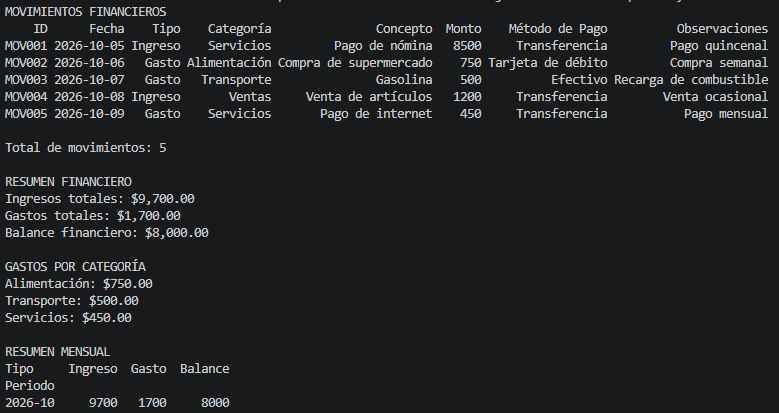 MOVIMIENTOS FINANCIEROS
ID Fecha Tipo Categoría Concepto Monto Método de Pago Observaciones
MOV001 2026-10-05 Ingreso Servicios Pago de nómina 8500 Transferencia Pago quincenal
MOV002 2026-10-06 Gasto Alimentación Compra de supermercado 750 Tarjeta de débito Compra semanal
MOV003 2026-10-07 Gasto Transporte Gasolina 500 Efectivo Recarga de combustible
MOV004 2026-10-08 Ingreso Ventas Venta de artículos 1200 Transferencia Venta ocasional
MOV005 2026-10-09 Gasto Servicios Pago de internet 450 Transferencia Pago mensual
Total de movimientos: 5
RESUMEN FINANCIERO
Ingresos totales: $9,700.00
Gastos totales: $1,700.00
Balance financiero: $8,000.00
GASTOS POR CATEGORÍA
Alimentación: $750.00
Transporte: $500.00
Servicios: $450.00
RESUMEN MENSUAL
Tipo Ingreso Gasto Balance
Periodo
2026-10 9700 1700 8000